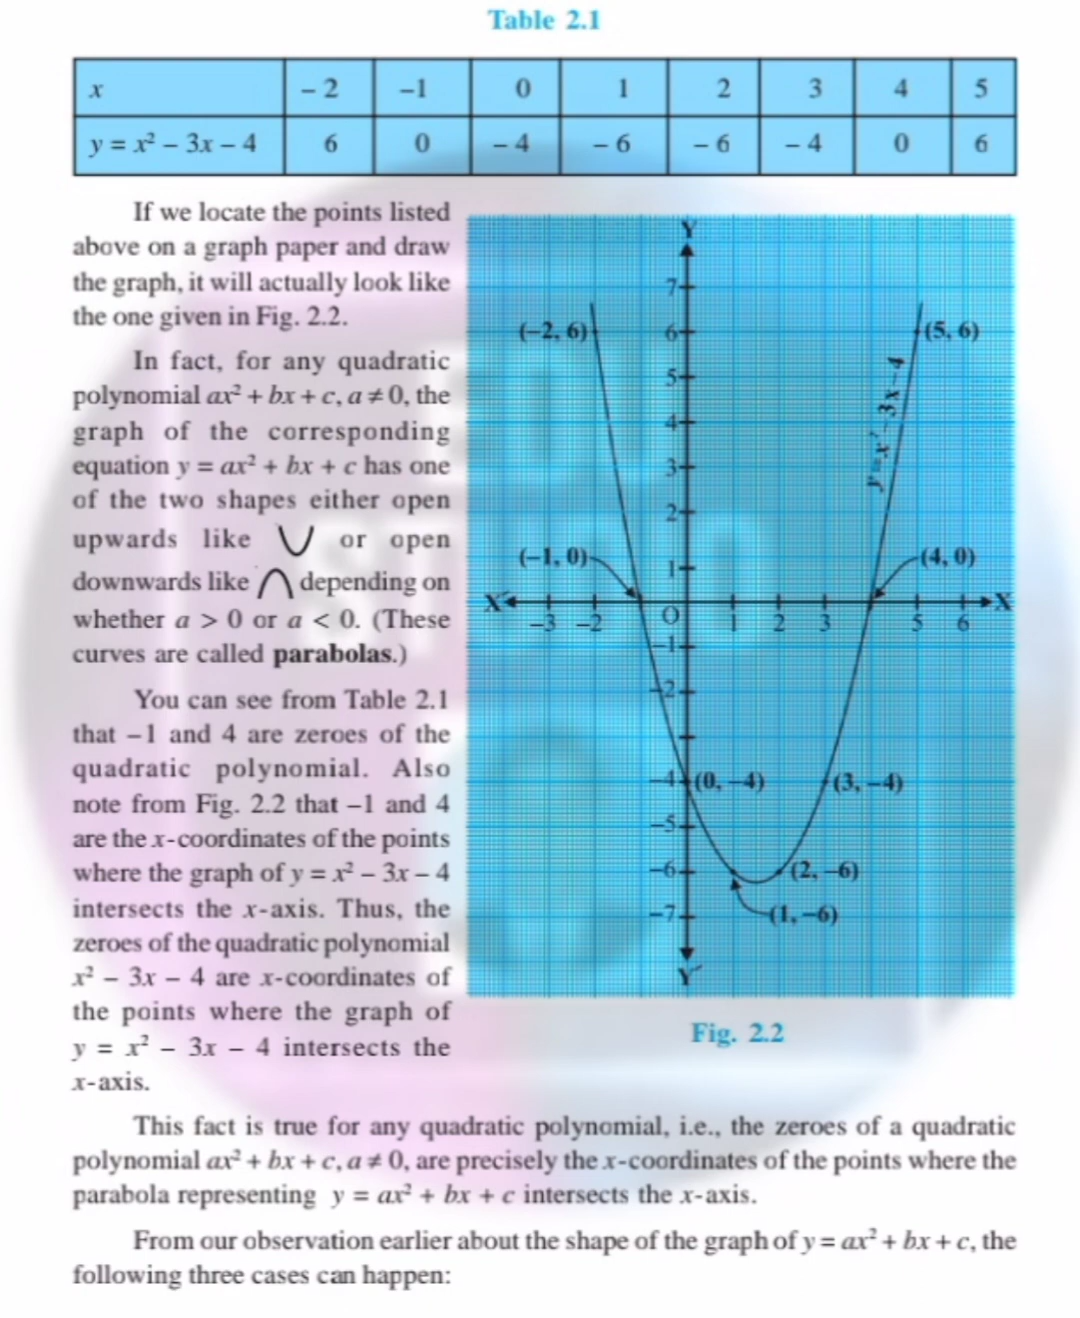 Table 2.1
x – 2 –1 0 1 2 3 4 5
y = x² – 3x – 4 6 0 – 4 – 6 – 6 – 4 0 6
If we locate the points listed
above on a graph paper and draw
the graph, it will actually look like
the one given in Fig. 2.2.
In fact, for any quadratic
polynomial ax² + bx + c, a ≠ 0, the
graph of the corresponding
equation y = ax² + bx + c has one
of the two shapes either open
upwards like or open
downwards like depending on
whether a > 0 or a < 0. (These
curves are called parabolas.)
You can see from Table 2.1
that –1 and 4 are zeroes of the
quadratic polynomial. Also
note from Fig. 2.2 that –1 and 4
are the x-coordinates of the points
where the graph of y = x² – 3x – 4
intersects the x-axis. Thus, the
zeroes of the quadratic polynomial
x² – 3x – 4 are x-coordinates of
the points where the graph of
y = x² – 3x – 4 intersects the
x-axis.
Y
7
(–2, 6) 6 (5, 6)
5
y = x² – 3x – 4
4
3
2
(–1, 0) 1 (4, 0)
X' X
–3 –2 O 1 2 3 5 6
–1
–2
–4 (0, –4) (3, –4)
–5
–6 (2, –6)
–7 (1, –6)
Y'
Fig. 2.2
This fact is true for any quadratic polynomial, i.e., the zeroes of a quadratic
polynomial ax² + bx + c, a ≠ 0, are precisely the x-coordinates of the points where the
parabola representing y = ax² + bx + c intersects the x-axis.
From our observation earlier about the shape of the graph of y = ax² + bx + c, the
following three cases can happen: